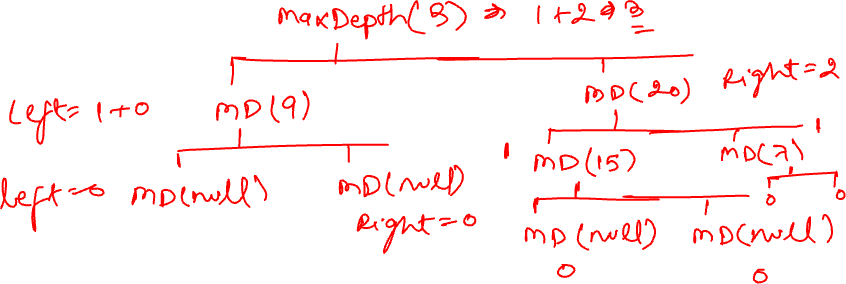 maxDepth(3) ⇒ 1+2 ⇒ 3
Right=2
Left= 1+0 MD(9) MD(20)
1 MD(15) MD(7) 1
left=0 MD(null) MD(null)
Right=0
0 0
MD(null) MD(null)
0 0